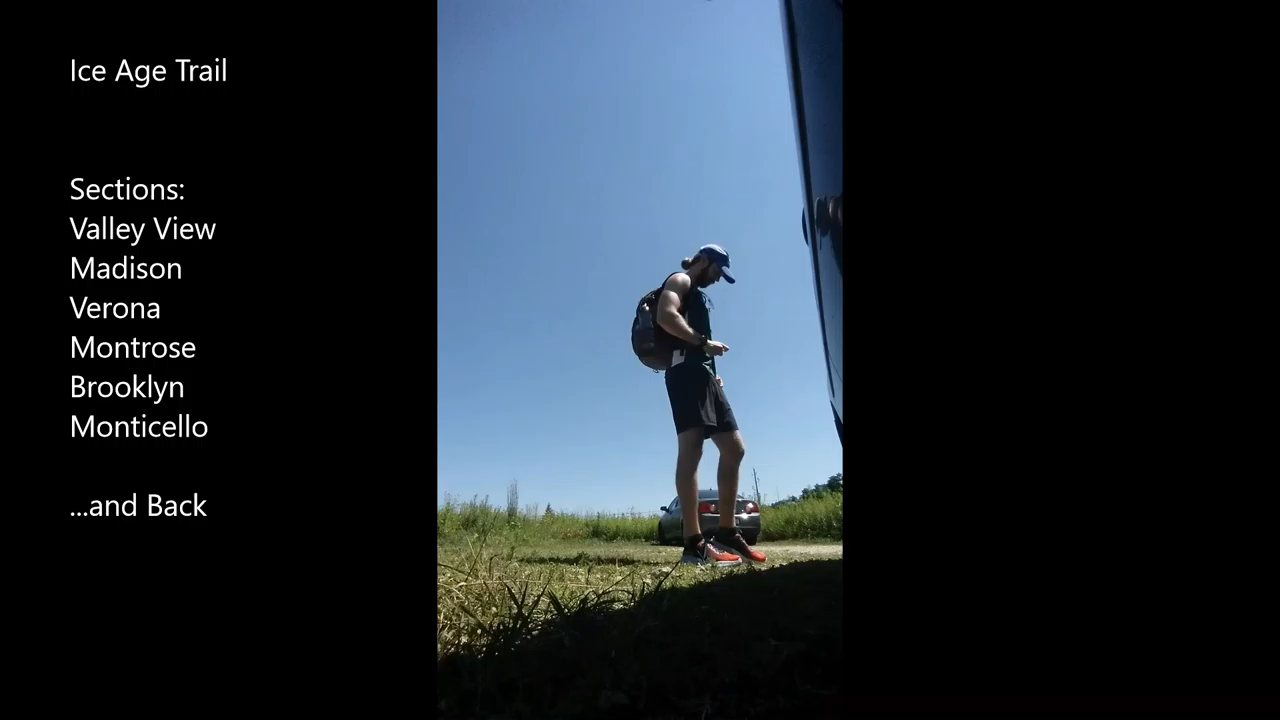 Ice Age Trail
Sections:
Valley View
Madison
Verona
Montrose
Brooklyn
Monticello
...and Back